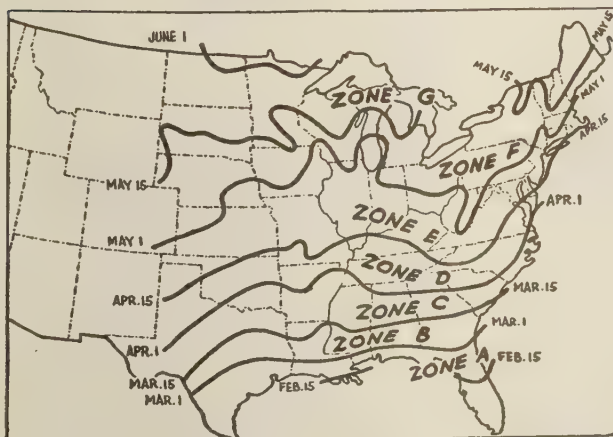 JUNE 1
MAY 15
MAY 15
MAY 1
APR.15
ZONE G
ZONE F
MAY 15
APR.1
MAY 1
ZONE E
ZONE D
APR.15
MAR.15
ZONE C
APR.1
ZONE B
MAR.1
MAR.15
MAR.1
ZONE A
FEB.15
FEB.15